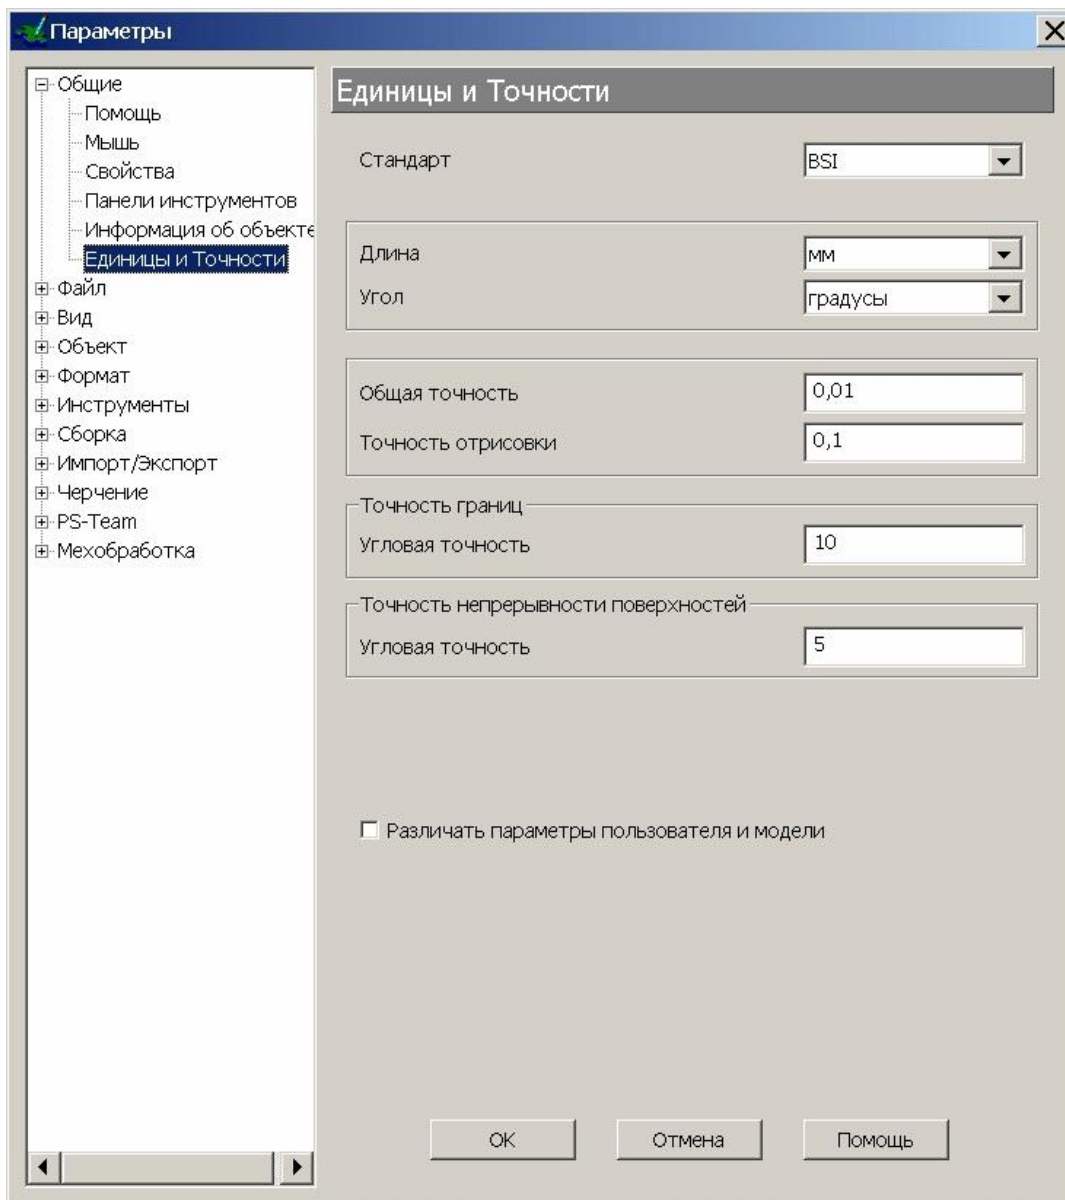 Параметры
Общие
Помощь
Мышь
Свойства
Панели инструментов
Информация об объекте
Единицы и Точности
Файл
Вид
Объект
Формат
Инструменты
Сборка
Импорт/Экспорт
Черчение
PS-Team
Мехобработка
Единицы и Точности
Стандарт BSI
Длина мм
Угол градусы
Общая точность 0,01
Точность отрисовки 0,1
Точность границ
Угловая точность 10
Точность непрерывности поверхностей
Угловая точность 5
Различать параметры пользователя и модели
OK Отмена Помощь